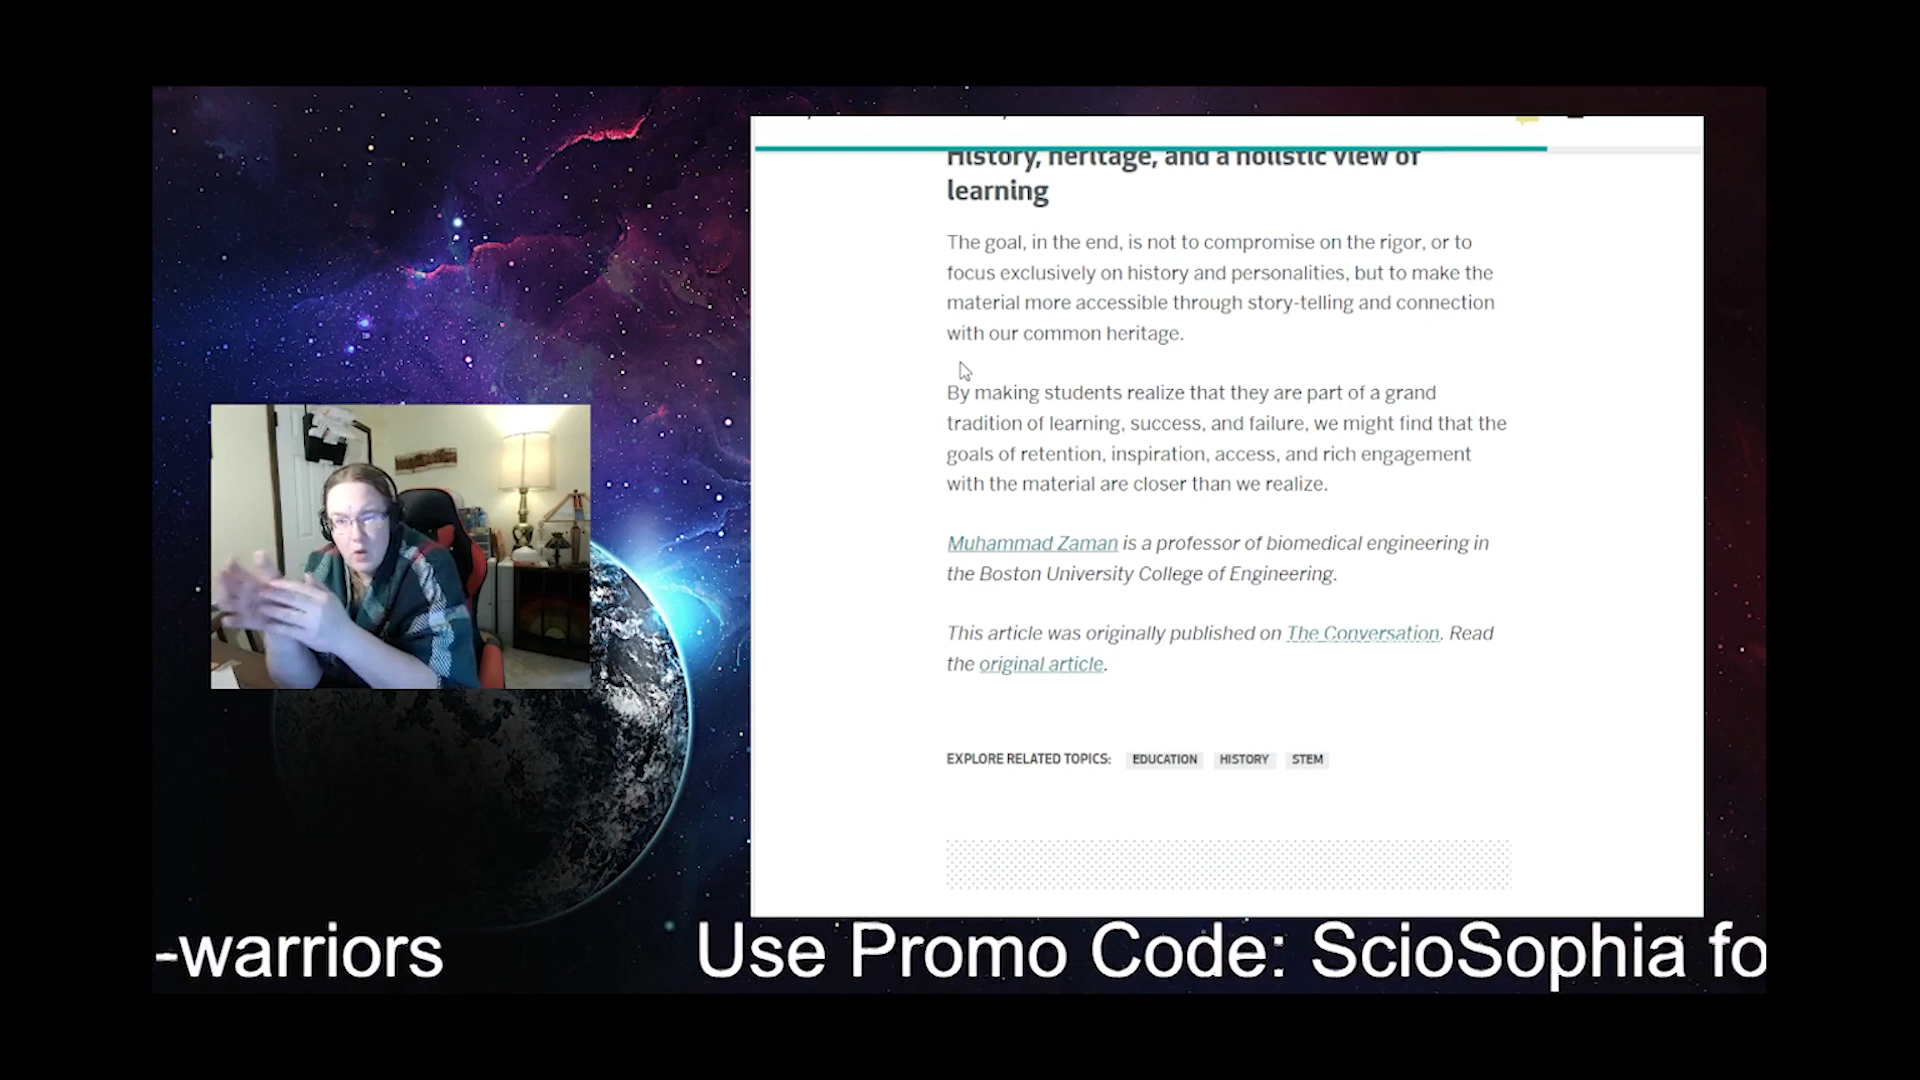 History, heritage, and a holistic view of
learning
The goal, in the end, is not to compromise on the rigor, or to
focus exclusively on history and personalities, but to make the
material more accessible through story-telling and connection
with our common heritage.
By making students realize that they are part of a grand
tradition of learning, success, and failure, we might find that the
goals of retention, inspiration, access, and rich engagement
with the material are closer than we realize.
Muhammad Zaman is a professor of biomedical engineering in
the Boston University College of Engineering.
This article was originally published on The Conversation. Read
the original article.
EXPLORE RELATED TOPICS: EDUCATION HISTORY STEM
-warriors Use Promo Code: ScioSophia fo